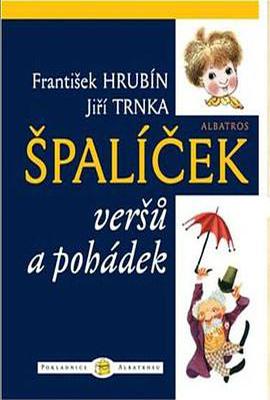 František HRUBÍN
Jiří TRNKA
ALBATROS
ŠPALÍČEK
veršů
a pohádek
POKLADNICE ALBATROSU